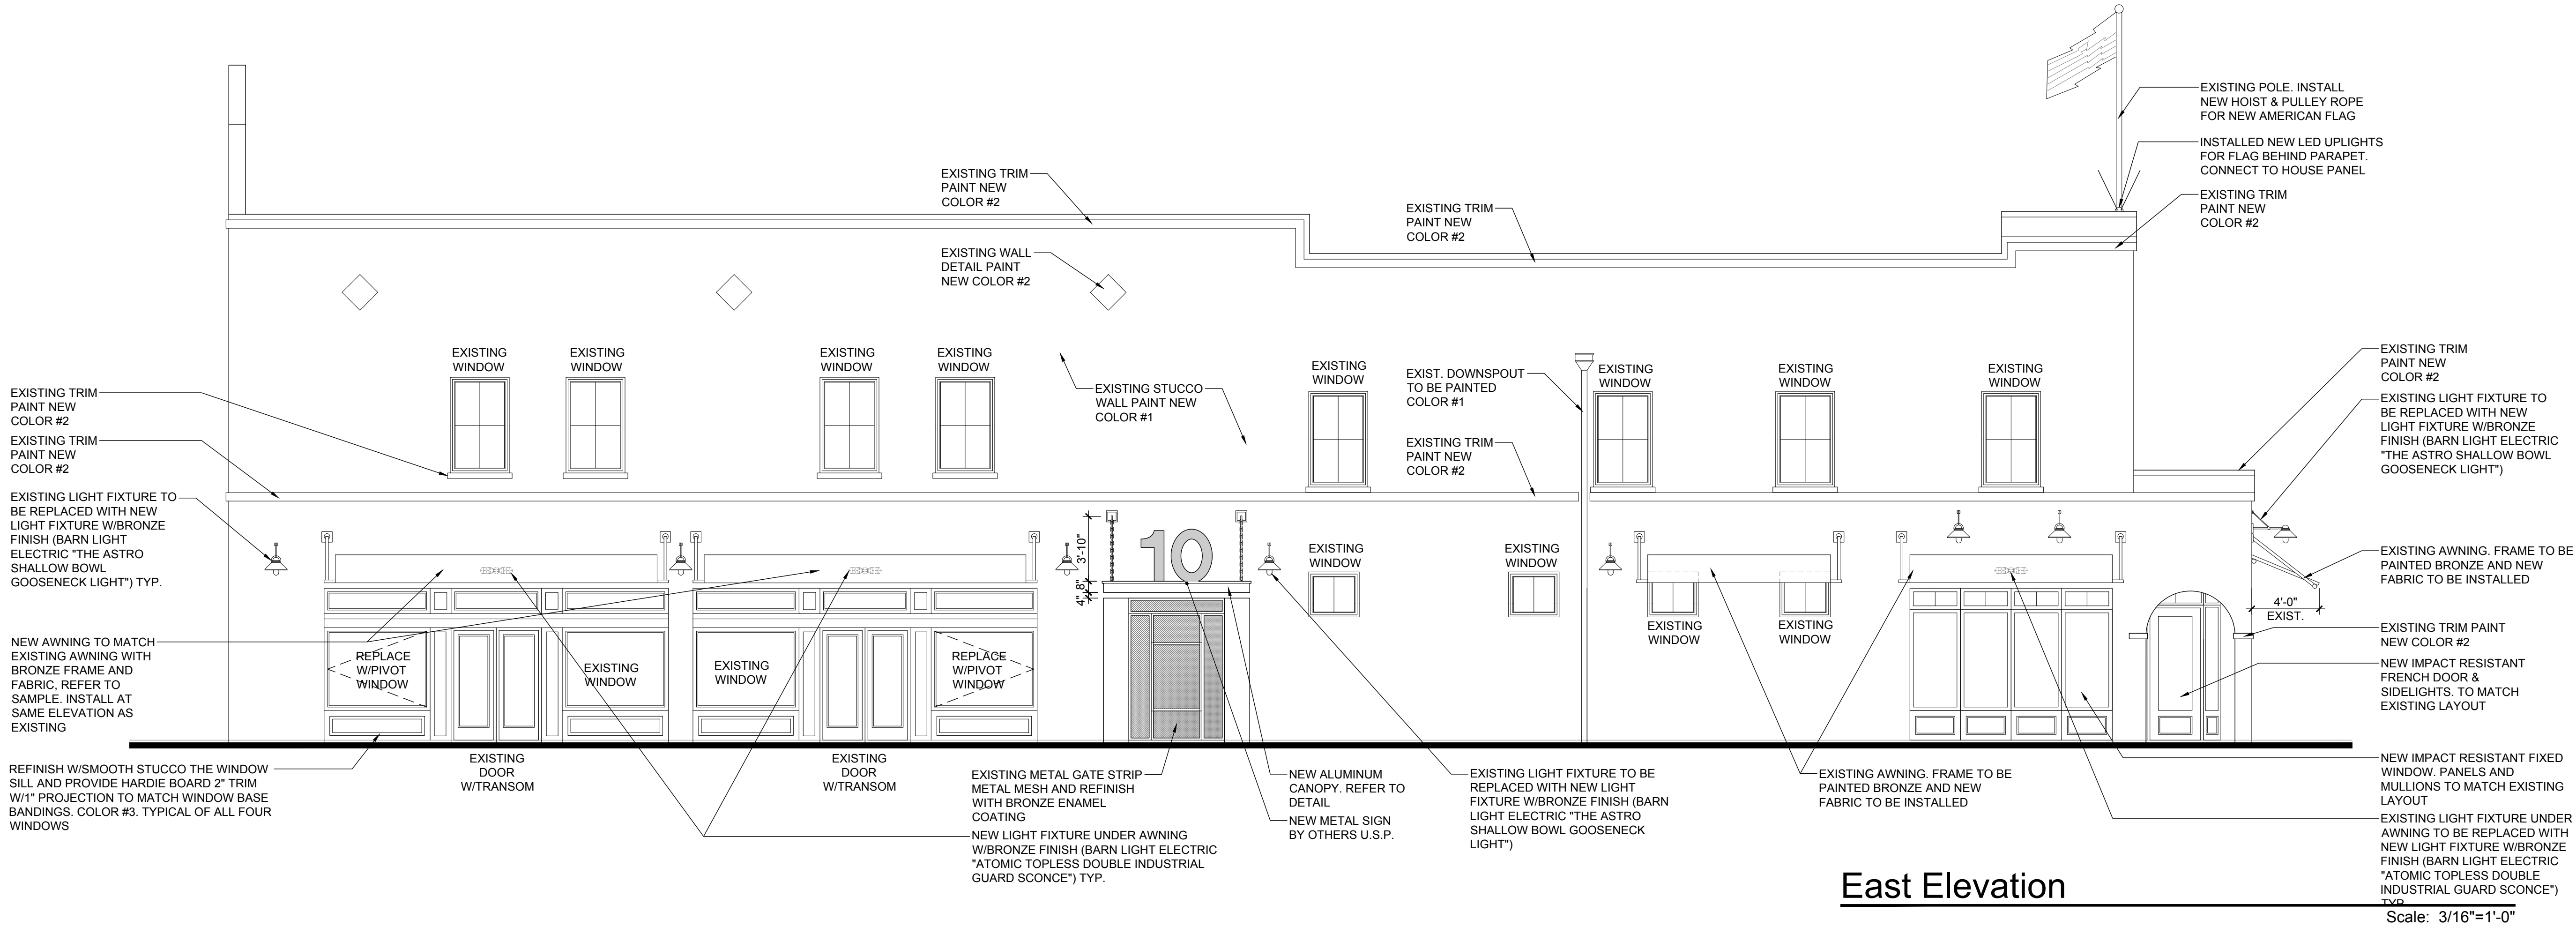 EXISTING POLE. INSTALL
NEW HOIST & PULLEY ROPE
FOR NEW AMERICAN FLAG
INSTALLED NEW LED UPLIGHTS
FOR FLAG BEHIND PARAPET.
CONNECT TO HOUSE PANEL
EXISTING TRIM
PAINT NEW
COLOR #2
EXISTING TRIM
PAINT NEW
COLOR #2
EXISTING TRIM
PAINT NEW
COLOR #2
EXISTING WALL
DETAIL PAINT
NEW COLOR #2
EXISTING
WINDOW
EXISTING
WINDOW
EXISTING
WINDOW
EXISTING
WINDOW
EXISTING
WINDOW
EXISTING
WINDOW
EXISTING
WINDOW
EXISTING
WINDOW
EXISTING STUCCO
WALL PAINT NEW
COLOR #1
EXIST. DOWNSPOUT
TO BE PAINTED
COLOR #1
EXISTING TRIM
PAINT NEW
COLOR #2
EXISTING TRIM
PAINT NEW
COLOR #2
EXISTING TRIM
PAINT NEW
COLOR #2
EXISTING LIGHT FIXTURE TO
BE REPLACED WITH NEW
LIGHT FIXTURE W/BRONZE
FINISH (BARN LIGHT
ELECTRIC "THE ASTRO
SHALLOW BOWL
GOOSENECK LIGHT") TYP.
NEW AWNING TO MATCH
EXISTING AWNING WITH
BRONZE FRAME AND
FABRIC, REFER TO
SAMPLE. INSTALL AT
SAME ELEVATION AS
EXISTING
REFINISH W/SMOOTH STUCCO THE WINDOW
SILL AND PROVIDE HARDIE BOARD 2" TRIM
W/1" PROJECTION TO MATCH WINDOW BASE
BANDINGS. COLOR #3. TYPICAL OF ALL FOUR
WINDOWS
REPLACE
W/PIVOT
WINDOW
EXISTING
WINDOW
EXISTING
WINDOW
REPLACE
W/PIVOT
WINDOW
3'-10"
8"
4"
10
EXISTING
WINDOW
EXISTING
WINDOW
EXISTING
WINDOW
EXISTING
WINDOW
EXISTING
DOOR
W/TRANSOM
EXISTING
DOOR
W/TRANSOM
EXISTING METAL GATE STRIP
METAL MESH AND REFINISH
WITH BRONZE ENAMEL
COATING
NEW LIGHT FIXTURE UNDER AWNING
W/BRONZE FINISH (BARN LIGHT ELECTRIC
"ATOMIC TOPLESS DOUBLE INDUSTRIAL
GUARD SCONCE") TYP.
NEW ALUMINUM
CANOPY. REFER TO
DETAIL
NEW METAL SIGN
BY OTHERS U.S.P.
EXISTING LIGHT FIXTURE TO BE
REPLACED WITH NEW LIGHT
FIXTURE W/BRONZE FINISH (BARN
LIGHT ELECTRIC "THE ASTRO
SHALLOW BOWL GOOSENECK
LIGHT")
EXISTING AWNING. FRAME TO BE
PAINTED BRONZE AND NEW
FABRIC TO BE INSTALLED
EXISTING TRIM
PAINT NEW
COLOR #2
EXISTING LIGHT FIXTURE TO
BE REPLACED WITH NEW
LIGHT FIXTURE W/BRONZE
FINISH (BARN LIGHT ELECTRIC
"THE ASTRO SHALLOW BOWL
GOOSENECK LIGHT")
EXISTING AWNING. FRAME TO BE
PAINTED BRONZE AND NEW
FABRIC TO BE INSTALLED
4'-0"
EXIST.
EXISTING TRIM PAINT
NEW COLOR #2
NEW IMPACT RESISTANT
FRENCH DOOR &
SIDELIGHTS. TO MATCH
EXISTING LAYOUT
NEW IMPACT RESISTANT FIXED
WINDOW. PANELS AND
MULLIONS TO MATCH EXISTING
LAYOUT
EXISTING LIGHT FIXTURE UNDER
AWNING TO BE REPLACED WITH
NEW LIGHT FIXTURE W/BRONZE
FINISH (BARN LIGHT ELECTRIC
"ATOMIC TOPLESS DOUBLE
INDUSTRIAL GUARD SCONCE")
TYP.
East Elevation
Scale: 3/16"=1'-0"